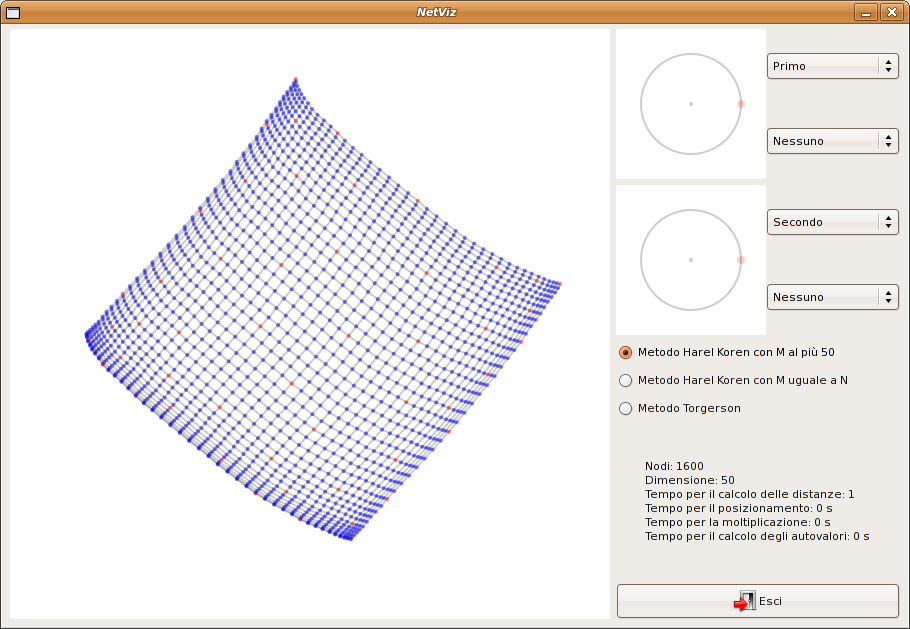 NetViz
Primo
Nessuno
Secondo
Nessuno
Metodo Harel Koren con M al più 50
Metodo Harel Koren con M uguale a N
Metodo Torgerson
Nodi: 1600
Dimensione: 50
Tempo per il calcolo delle distanze: 1
Tempo per il posizionamento: 0 s
Tempo per la moltiplicazione: 0 s
Tempo per il calcolo degli autovalori: 0 s
Esci